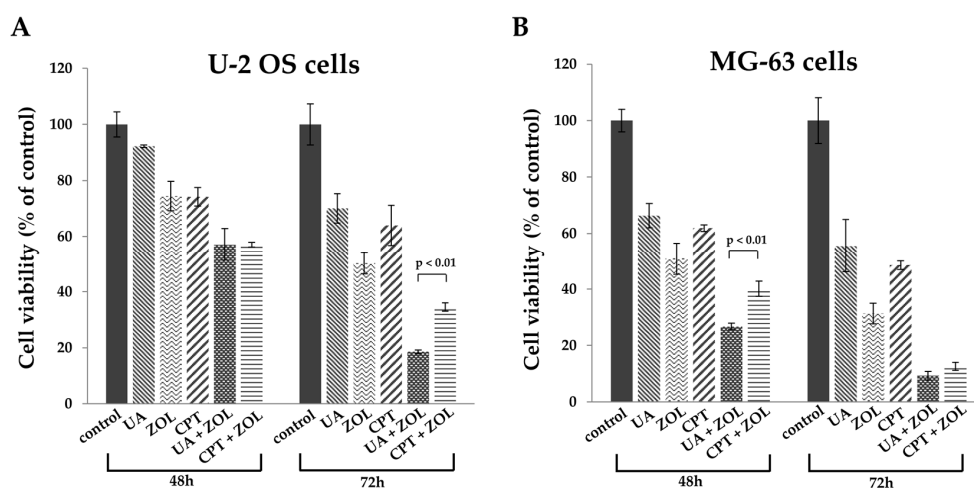 A
U-2 OS cells
Cell viability (% of control)
120
100
80
60
40
20
0
p < 0.01
control UA ZOL CPT UA + ZOL CPT + ZOL control UA ZOL CPT UA + ZOL CPT + ZOL
48h 72h
B
MG-63 cells
Cell viability (% of control)
120
100
80
60
40
20
0
p < 0.01
control UA ZOL CPT UA + ZOL CPT + ZOL control UA ZOL CPT UA + ZOL CPT + ZOL
48h 72h